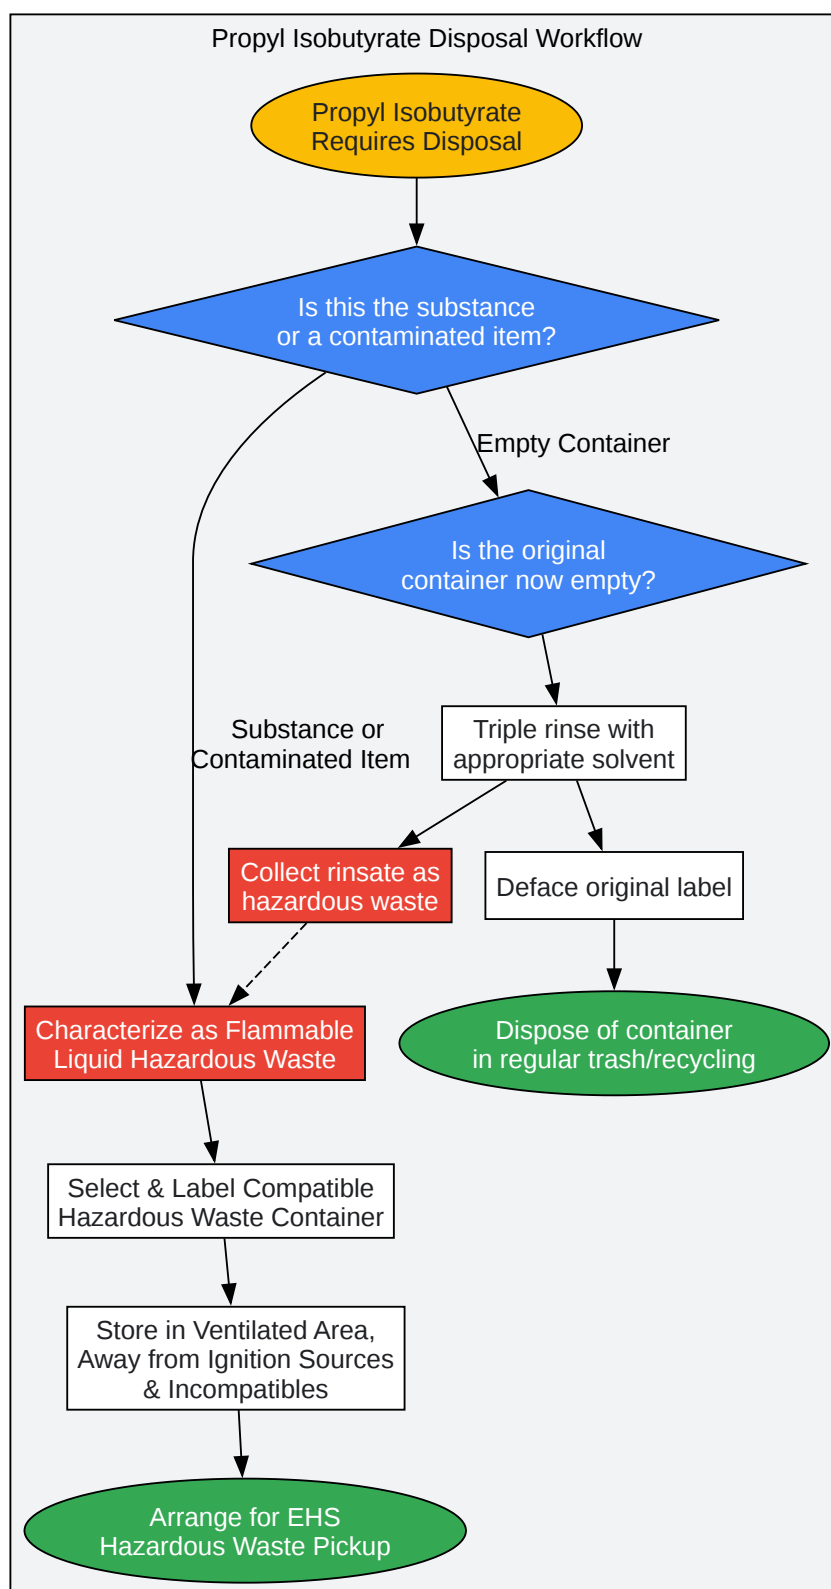 Propyl Isobutyrate Disposal Workflow
Propyl Isobutyrate
Requires Disposal
Is this the substance
or a contaminated item?
Empty Container
Is the original
container now empty?
Substance or
Contaminated Item
Triple rinse with
appropriate solvent
Collect rinsate as
hazardous waste
Deface original label
Characterize as Flammable
Liquid Hazardous Waste
Dispose of container
in regular trash/recycling
Select & Label Compatible
Hazardous Waste Container
Store in Ventilated Area,
Away from Ignition Sources
& Incompatibles
Arrange for EHS
Hazardous Waste Pickup